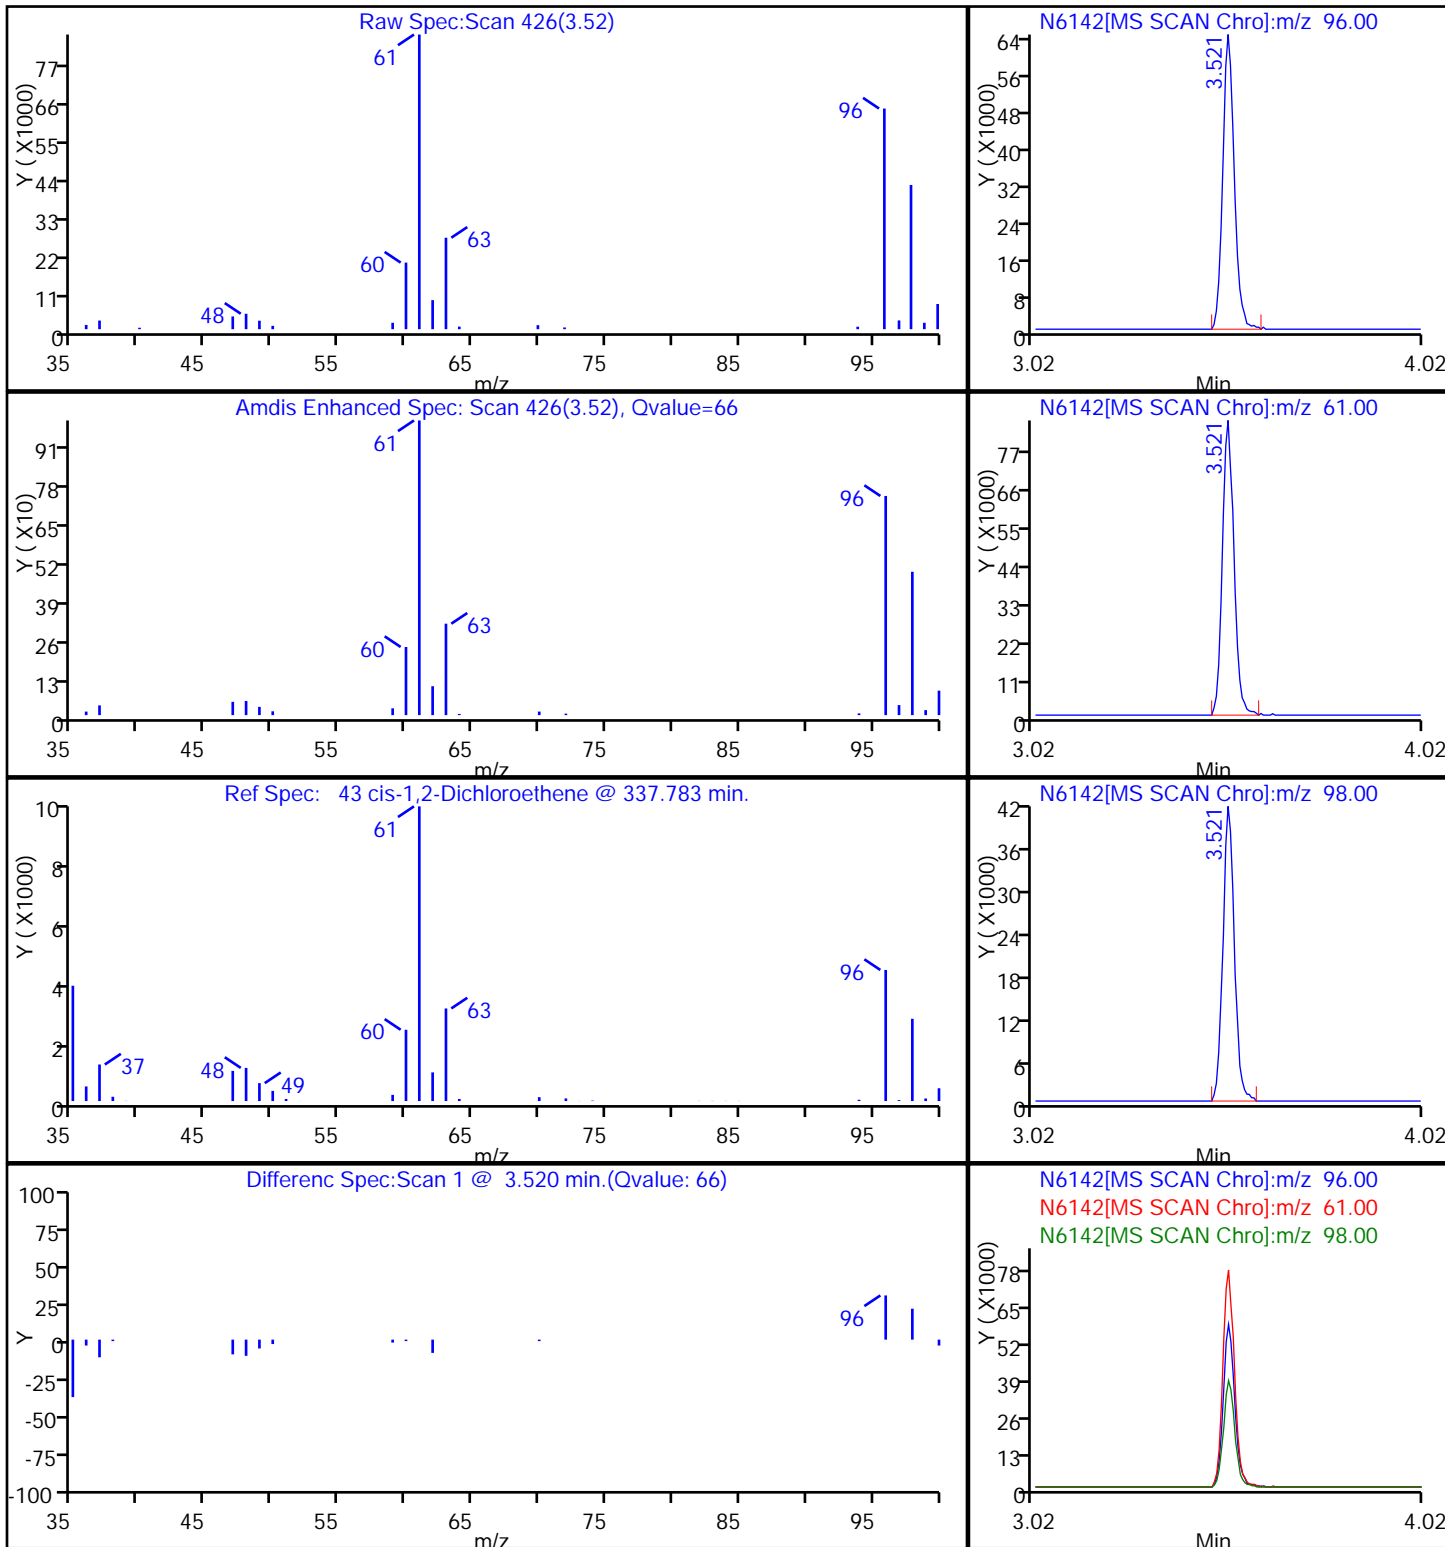 Raw Spec:Scan 426(3.52)
Y ( X1000)
77
66
55
44
33
22
11
0
61
96
60
63
48
35 45 55 65 75 85 95
m/z
N6142[MS SCAN Chro]:m/z 96.00
Y ( X1000)
64
56
48
40
32
24
16
8
0
3.521
3.02 4.02
Min
Amdis Enhanced Spec: Scan 426(3.52), Qvalue=66
Y ( X10)
91
78
65
52
39
26
13
0
61
96
60
63
35 45 55 65 75 85 95
m/z
N6142[MS SCAN Chro]:m/z 61.00
Y ( X1000)
77
66
55
44
33
22
11
0
3.521
3.02 4.02
Min
Ref Spec: 43 cis-1,2-Dichloroethene @ 337.783 min.
Y ( X1000)
10
8
6
4
2
0
61
96
60
63
37
48
49
35 45 55 65 75 85 95
m/z
N6142[MS SCAN Chro]:m/z 98.00
Y ( X1000)
42
36
30
24
18
12
6
0
3.521
3.02 4.02
Min
Differenc Spec:Scan 1 @ 3.520 min.(Qvalue: 66)
Y
100
75
50
25
0
-25
-50
-75
-100
96
35 45 55 65 75 85 95
m/z
N6142[MS SCAN Chro]:m/z 96.00
N6142[MS SCAN Chro]:m/z 61.00
N6142[MS SCAN Chro]:m/z 98.00
Y ( X1000)
78
65
52
39
26
13
0
3.02 4.02
Min